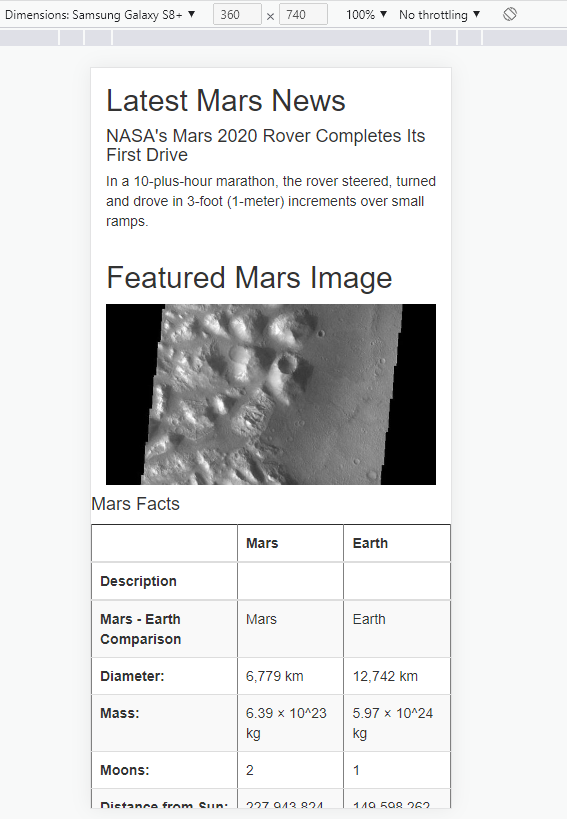 Dimensions: Samsung Galaxy S8+ ▼ 360 x 740 100% ▼ No throttling ▼
Latest Mars News
NASA's Mars 2020 Rover Completes Its
First Drive
In a 10-plus-hour marathon, the rover steered, turned
and drove in 3-foot (1-meter) increments over small
ramps.
Featured Mars Image
Mars Facts
Mars Earth
Description
Mars - Earth Mars Earth
Comparison
Diameter: 6,779 km 12,742 km
Mass: 6.39 × 10^23 5.97 × 10^24
kg kg
Moons: 2 1
Distance from Sun: 227,943,824 149,598,262